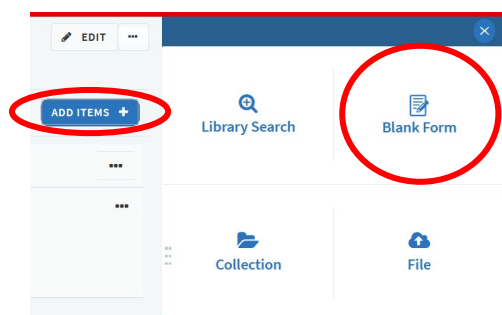 EDIT
ADD ITEMS +
Library Search
Blank Form
Collection
File